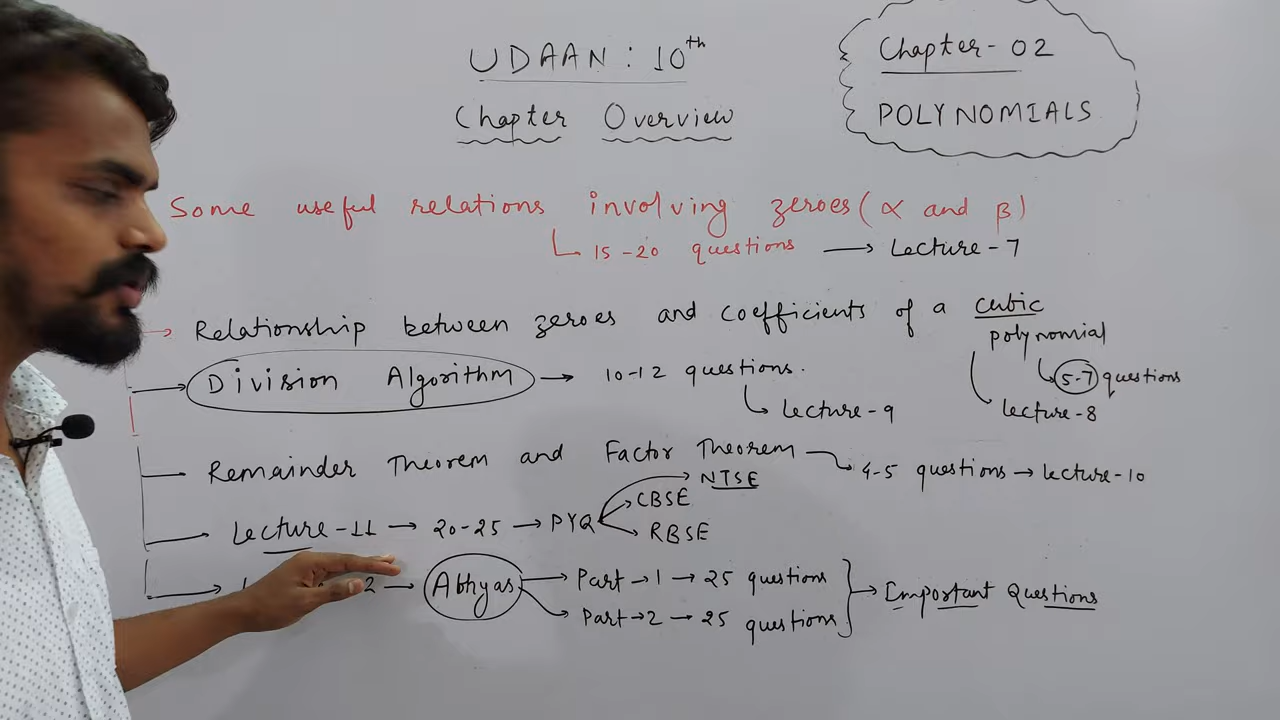 UDAAN : 10th
Chapter Overview
Chapter - 02
POLYNOMIALS
Some useful relations involving zeroes (α and β)
15-20 questions → Lecture - 7
→ Relationship between zeroes and coefficients of a cubic
polynomial
5-7 questions
lecture-8
→ Division Algorithm → 10-12 questions.
lecture-9
Remainder Theorem and Factor Theorem
4-5 questions → lecture-10
→ Lecture - 11 → 20-25 → PYQ
NTSE
CBSE
RBSE
→ 2 → Abhyas
→ Part → 1 → 25 questions
→ Part → 2 → 25 questions
→ Important Questions